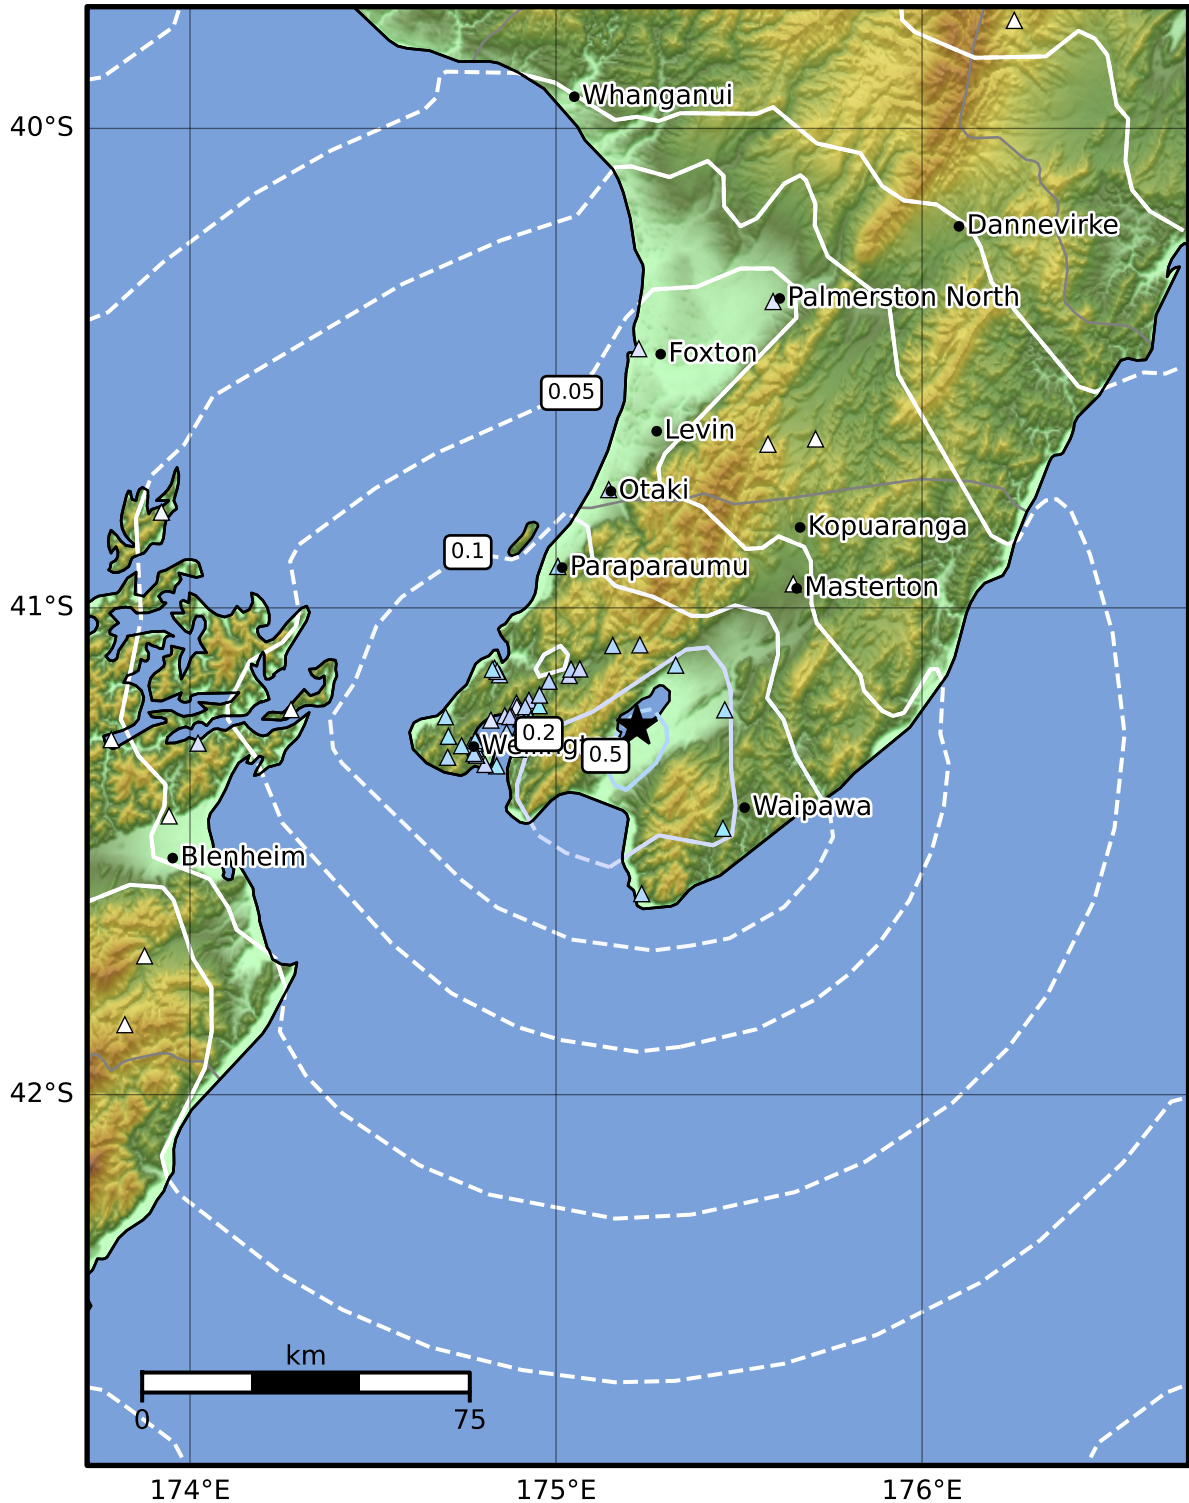 Whanganui
40°S
Dannevirke
Palmerston North
Foxton
0.05
Levin
Otaki
Kopuaranga
0.1
Paraparaumu
Masterton
41°S
0.2
Wellingt
0.5
Waipawa
Blenheim
42°S
km
0
75
174°E
175°E
176°E